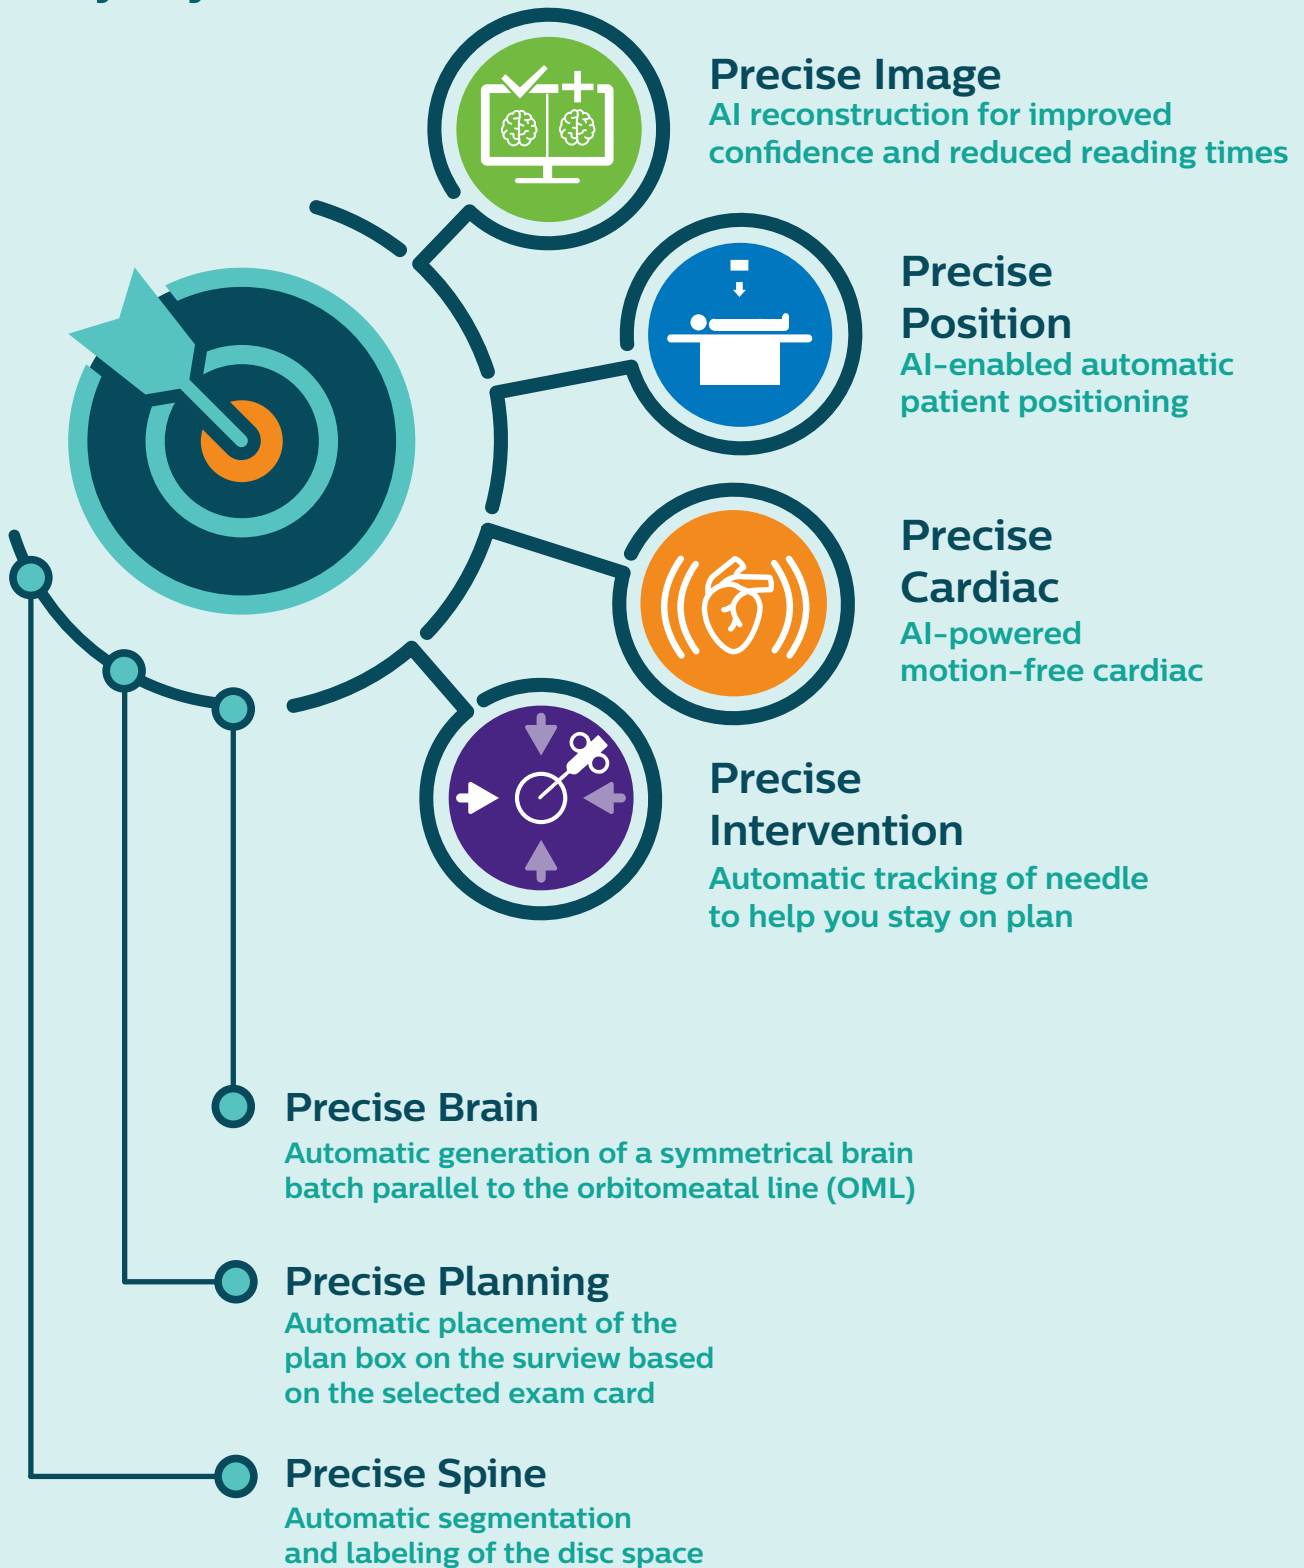 Precise Image
AI reconstruction for improved
confidence and reduced reading times
Precise
Position
AI-enabled automatic
patient positioning
Precise
Cardiac
AI-powered
motion-free cardiac
Precise
Intervention
Automatic tracking of needle
to help you stay on plan
Precise Brain
Automatic generation of a symmetrical brain
batch parallel to the orbitomeatal line (OML)
Precise Planning
Automatic placement of the
plan box on the surview based
on the selected exam card
Precise Spine
Automatic segmentation
and labeling of the disc space